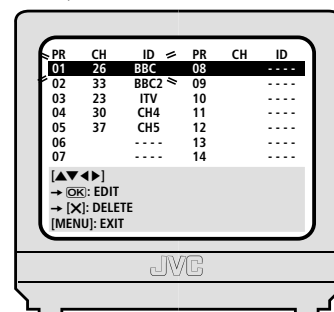 PR CH ID PR CH ID
01 26 BBC 08 - - - -
02 33 BBC2 09 - - - -
03 23 ITV 10 - - - -
04 30 CH4 11 - - - -
05 37 CH5 12 - - - -
06 - - - - 13 - - - -
07 - - - - 14 - - - -
[▲▼◀▶]
→ OK: EDIT
→ [X]: DELETE
[MENU]: EXIT
JVC